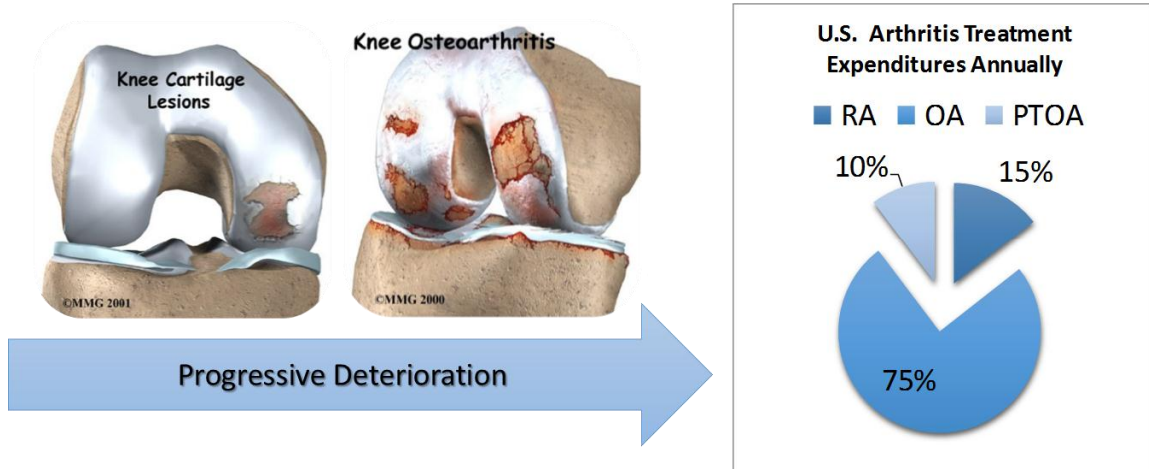 Knee Cartilage
Lesions
©MMG 2001
Knee Osteoarthritis
©MMG 2000
Progressive Deterioration
U.S. Arthritis Treatment
Expenditures Annually
RA OA PTOA
10%
15%
75%